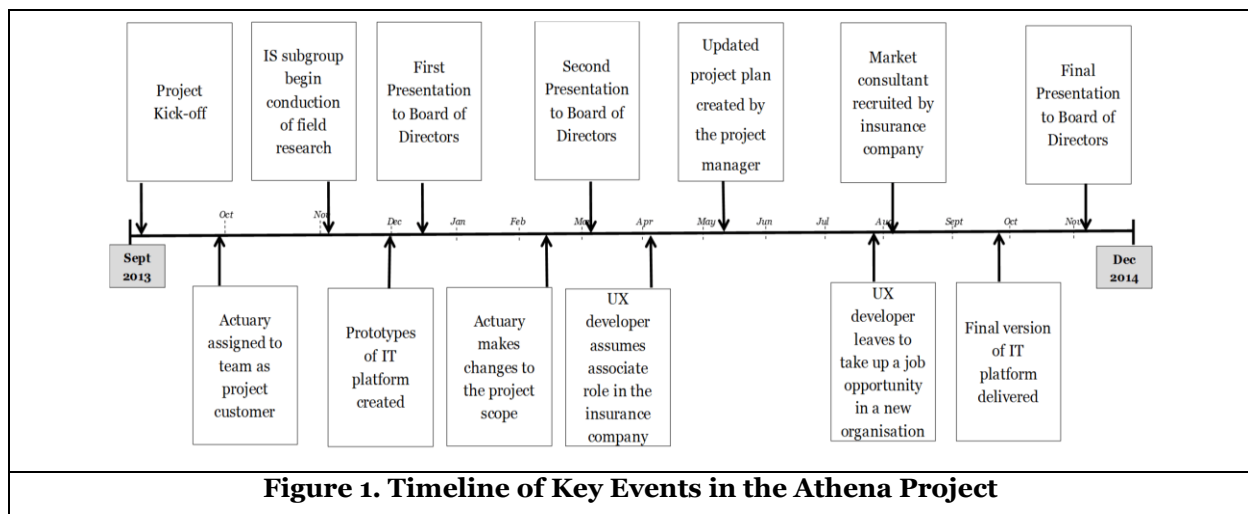 Project
Kick-off
IS subgroup
begin
conduction
of field
research
First
Presentation
to Board of
Directors
Second
Presentation
to Board of
Directors
Updated
project plan
created by
the project
manager
Market
consultant
recruited by
insurance
company
Final
Presentation
to Board of
Directors
Oct
Nov
Dec
Jan
Feb
Mar
Apr
May
Jun
Jul
Aug
Sept
Oct
Nov
Sept
2013
Dec
2014
Actuary
assigned to
team as
project
customer
Prototypes
of IT
platform
created
Actuary
makes
changes to
the project
scope
UX
developer
assumes
associate
role in the
insurance
company
UX
developer
leaves to
take up a job
opportunity
in a new
organisation
Final version
of IT
platform
delivered
Figure 1. Timeline of Key Events in the Athena Project